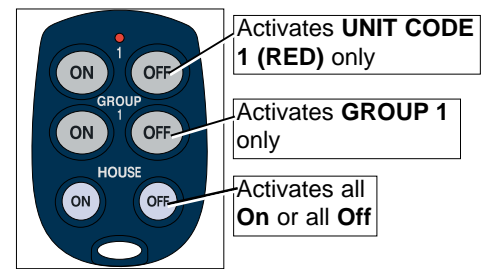 1
ON OFF
GROUP
1
ON OFF
HOUSE
ON OFF
Activates UNIT CODE
1 (RED) only
Activates GROUP 1
only
Activates all
On or all Off